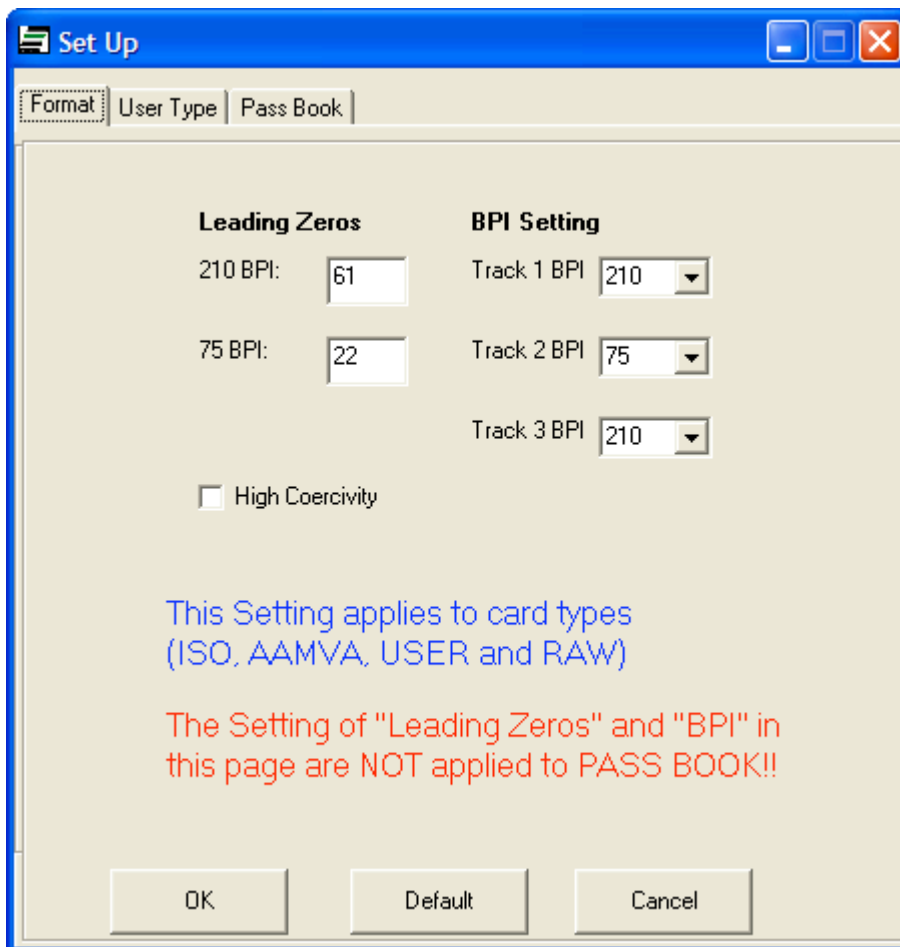 Set Up
Format User Type Pass Book
Leading Zeros BPI Setting
210 BPI: 61 Track 1 BPI 210
75 BPI: 22 Track 2 BPI 75
Track 3 BPI 210
High Coercivity
This Setting applies to card types
(ISO, AAMVA, USER and RAW)
The Setting of "Leading Zeros" and "BPI" in
this page are NOT applied to PASS BOOK!!
OK Default Cancel